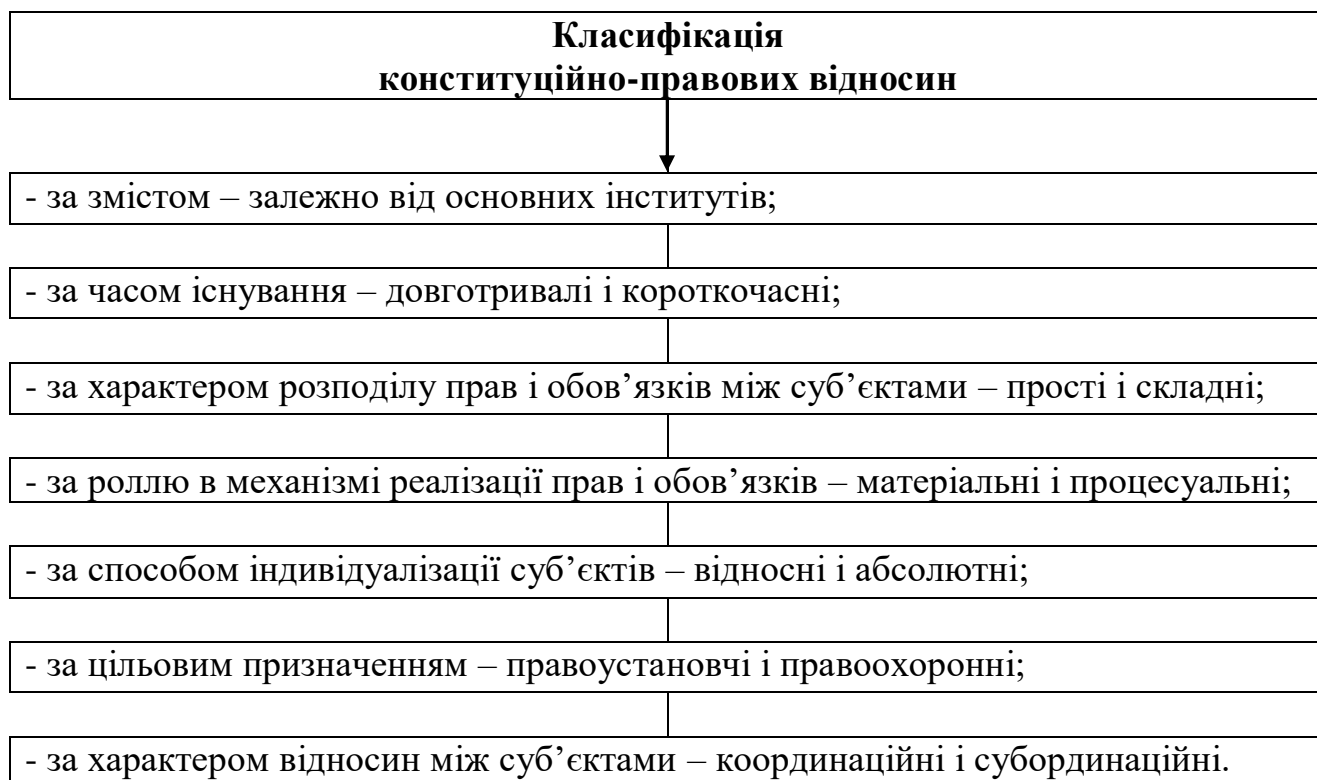 Класифікація
конституційно-правових відносин
- за змістом – залежно від основних інститутів;
- за часом існування – довготривалі і короткочасні;
- за характером розподілу прав і обов’язків між суб’єктами – прості і складні;
- за роллю в механізмі реалізації прав і обов’язків – матеріальні і процесуальні;
- за способом індивідуалізації суб’єктів – відносні і абсолютні;
- за цільовим призначенням – правоустановчі і правоохоронні;
- за характером відносин між суб’єктами – координаційні і субординаційні.